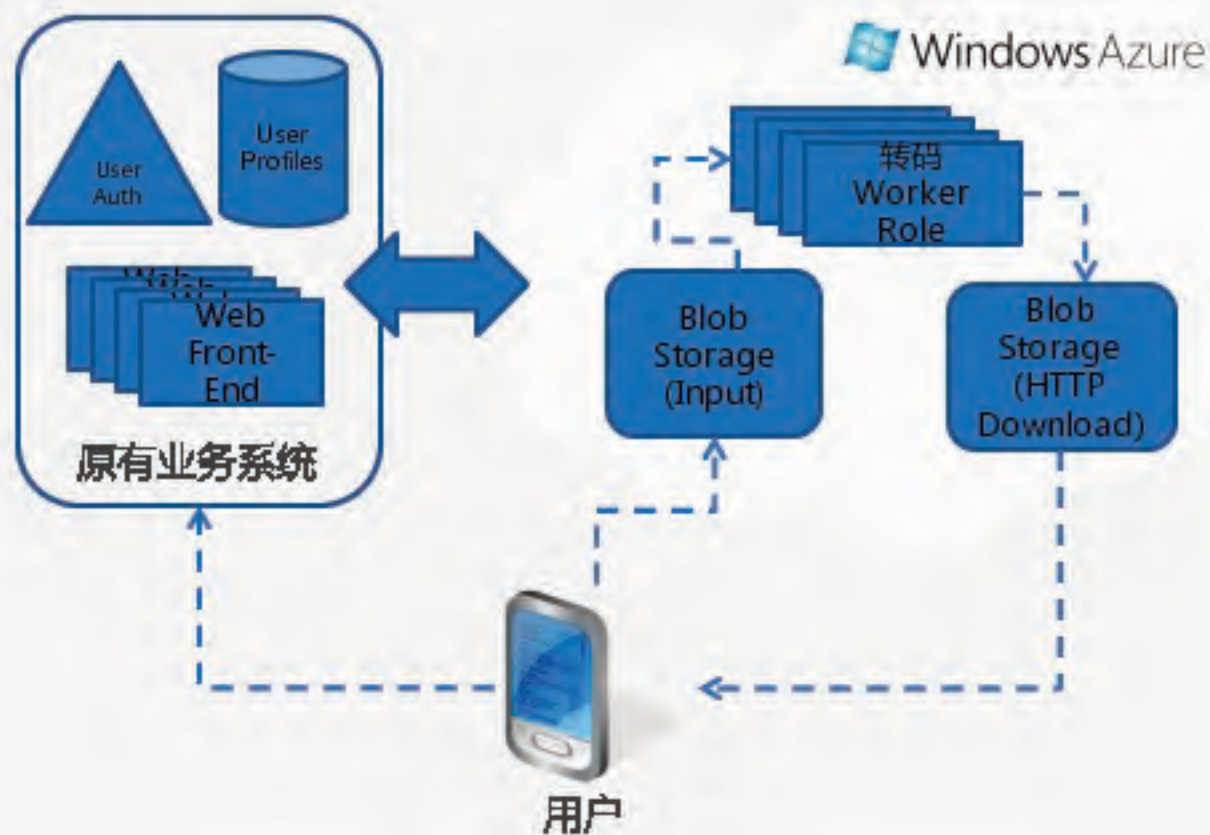 Windows Azure
User
Auth
User
Profiles
Web
Front-
End
原有业务系统
转码
Worker
Role
Blob
Storage
(Input)
Blob
Storage
(HTTP
Download)
用户